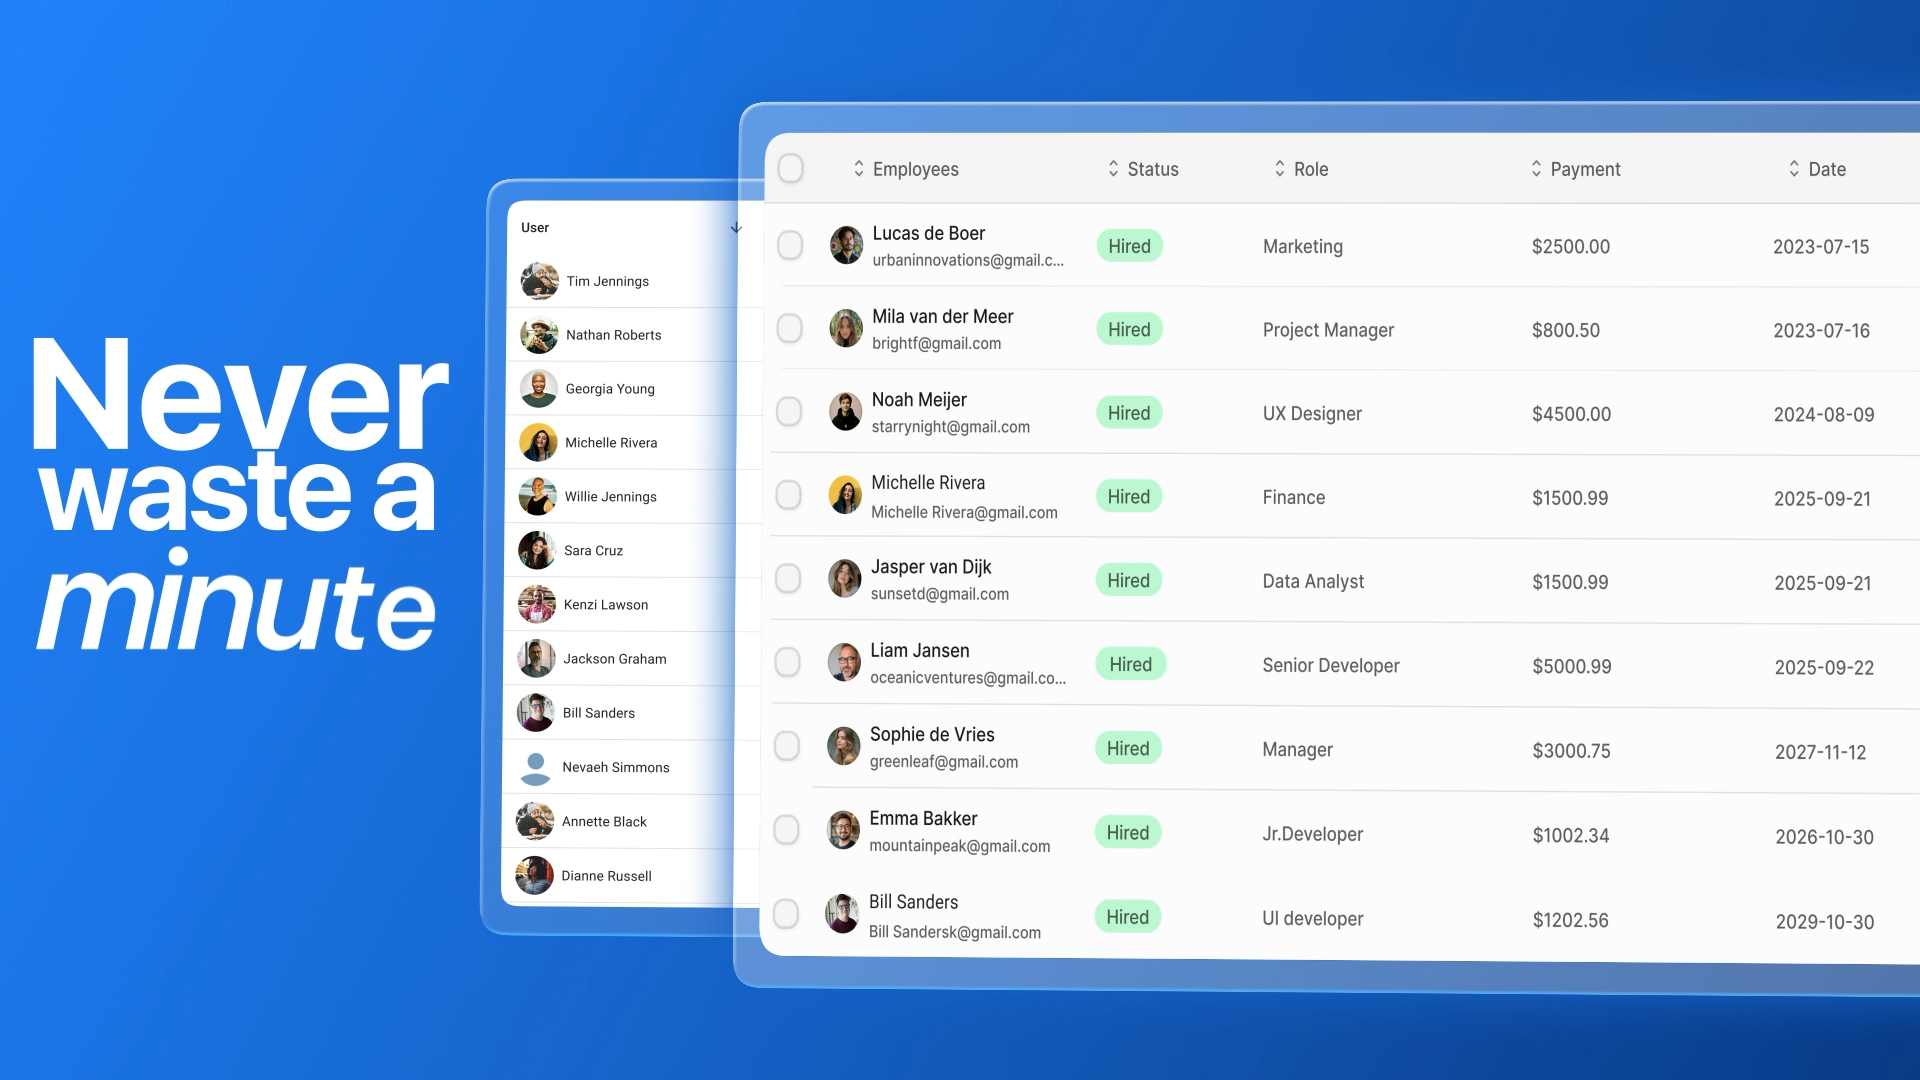 Never
waste a
minute
User
Tim Jennings
Nathan Roberts
Georgia Young
Michelle Rivera
Willie Jennings
Sara Cruz
Kenzi Lawson
Jackson Graham
Bill Sanders
Nevaeh Simmons
Annette Black
Dianne Russell
Employees Status Role Payment Date
Lucas de Boer
urbaninnovations@gmail.c...
Hired Marketing $2500.00 2023-07-15
Mila van der Meer
brightf@gmail.com
Hired Project Manager $800.50 2023-07-16
Noah Meijer
starrynight@gmail.com
Hired UX Designer $4500.00 2024-08-09
Michelle Rivera
Michelle Rivera@gmail.com
Hired Finance $1500.99 2025-09-21
Jasper van Dijk
sunsetd@gmail.com
Hired Data Analyst $1500.99 2025-09-21
Liam Jansen
oceanicventures@gmail.co...
Hired Senior Developer $5000.99 2025-09-22
Sophie de Vries
greenleaf@gmail.com
Hired Manager $3000.75 2027-11-12
Emma Bakker
mountainpeak@gmail.com
Hired Jr.Developer $1002.34 2026-10-30
Bill Sanders
Bill Sandersk@gmail.com
Hired UI developer $1202.56 2029-10-30